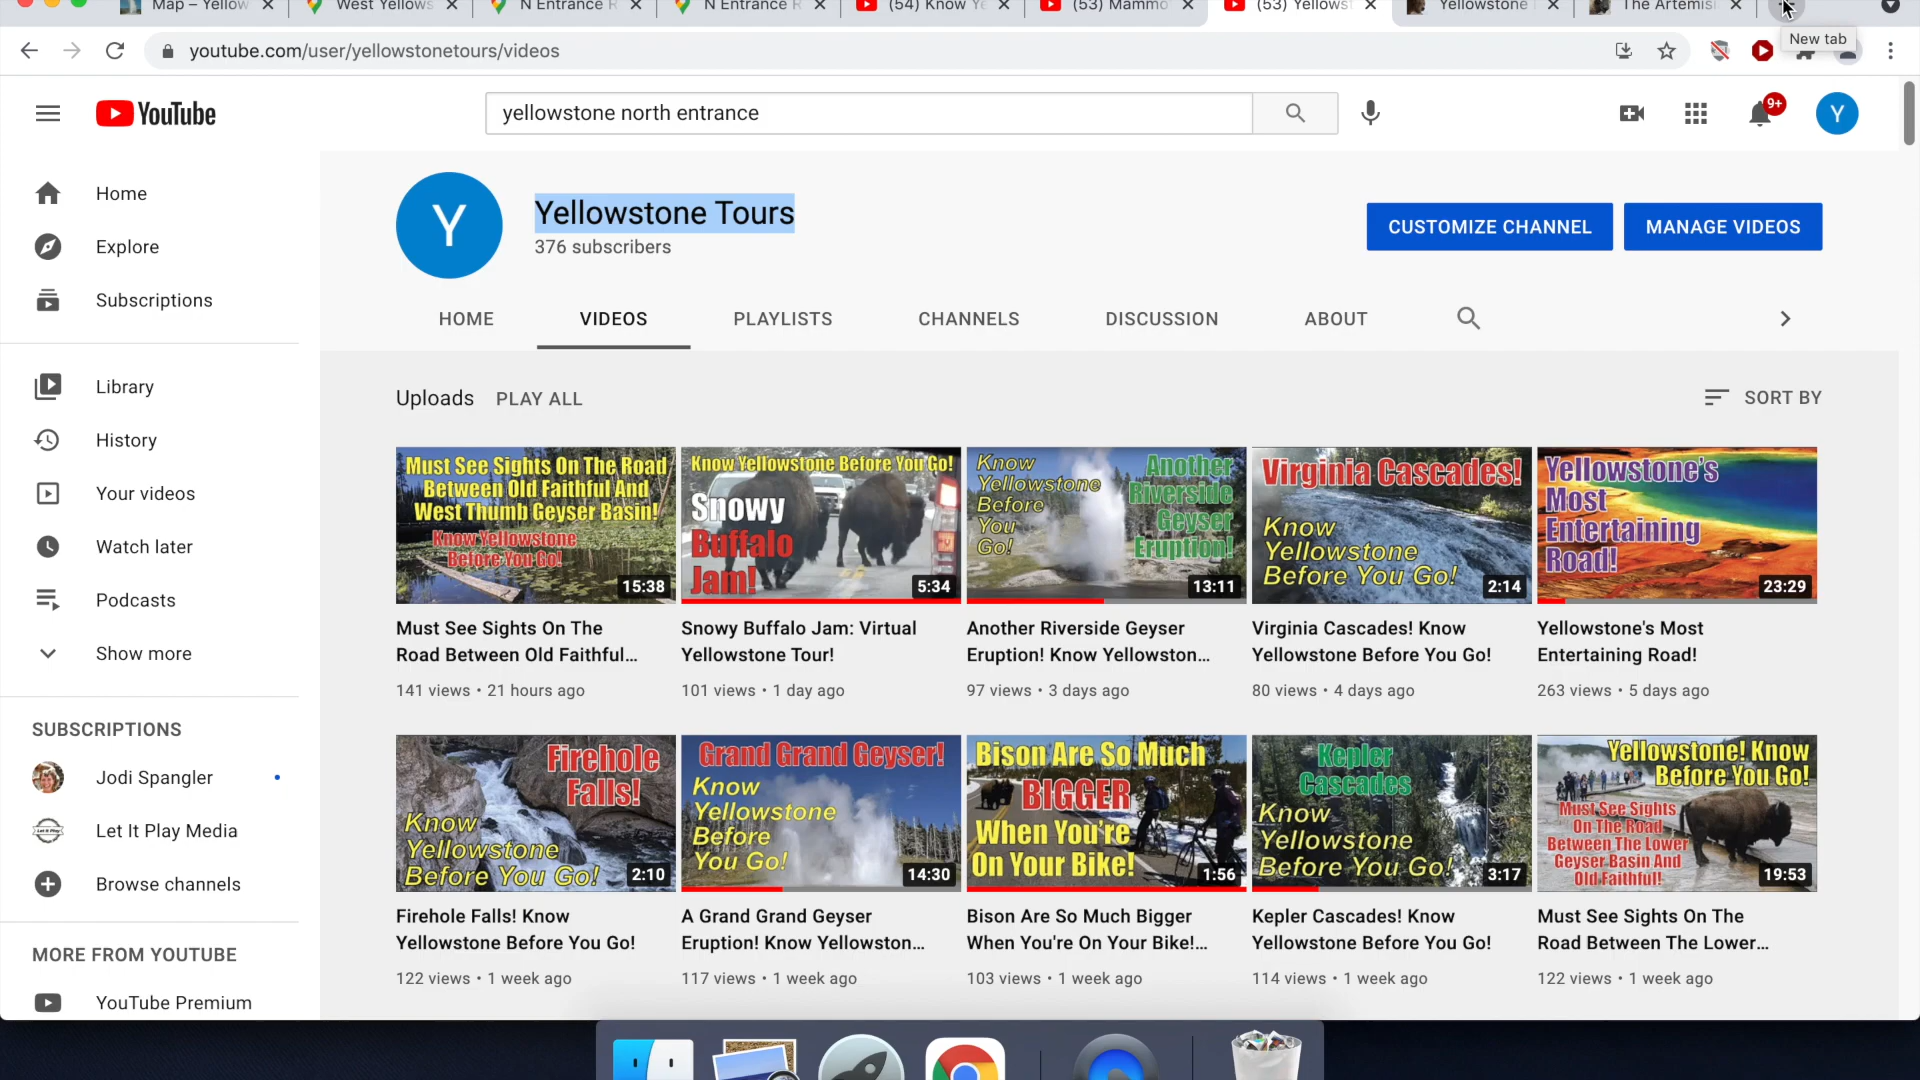 Map – Yellow
West Yellows
N Entrance R
N Entrance R
(54) Know Ye
(53) Mammo
(53) Yellows
Yellowstone
The Artemis
New tab
youtube.com/user/yellowstonetours/videos
YouTube
yellowstone north entrance
9+
Y
Home
Explore
Subscriptions
Library
History
Your videos
Watch later
Podcasts
Show more
SUBSCRIPTIONS
Jodi Spangler
Let It Play Media
Browse channels
MORE FROM YOUTUBE
YouTube Premium
Y
Yellowstone Tours
376 subscribers
CUSTOMIZE CHANNEL
MANAGE VIDEOS
HOME
VIDEOS
PLAYLISTS
CHANNELS
DISCUSSION
ABOUT
Uploads
PLAY ALL
SORT BY
Must See Sights On The Road
Between Old Faithful And
West Thumb Geyser Basin!
Know Yellowstone
Before You Go!
15:38
Must See Sights On The
Road Between Old Faithful...
141 views • 21 hours ago
Know Yellowstone Before You Go!
Snowy
Buffalo
Jam!
5:34
Snowy Buffalo Jam: Virtual
Yellowstone Tour!
101 views • 1 day ago
Know
Yellowstone
Before
You
Go!
Another
Riverside
Geyser
Eruption!
13:11
Another Riverside Geyser
Eruption! Know Yellowston...
97 views • 3 days ago
Virginia Cascades!
Know
Yellowstone
Before You Go!
2:14
Virginia Cascades! Know
Yellowstone Before You Go!
80 views • 4 days ago
Yellowstone's
Most
Entertaining
Road!
23:29
Yellowstone's Most
Entertaining Road!
263 views • 5 days ago
Firehole
Falls!
Know
Yellowstone
Before You Go!
2:10
Firehole Falls! Know
Yellowstone Before You Go!
122 views • 1 week ago
Grand Grand Geyser!
Know
Yellowstone
Before
You Go!
14:30
A Grand Grand Geyser
Eruption! Know Yellowston...
117 views • 1 week ago
Bison Are So Much
BIGGER
When You're
On Your Bike!
1:56
Bison Are So Much Bigger
When You're On Your Bike!...
103 views • 1 week ago
Kepler
Cascades
Know
Yellowstone
Before You Go!
3:17
Kepler Cascades! Know
Yellowstone Before You Go!
114 views • 1 week ago
Yellowstone! Know
Before You Go!
Must See Sights
On The Road
Between The Lower
Geyser Basin And
Old Faithful!
19:53
Must See Sights On The
Road Between The Lower...
122 views • 1 week ago